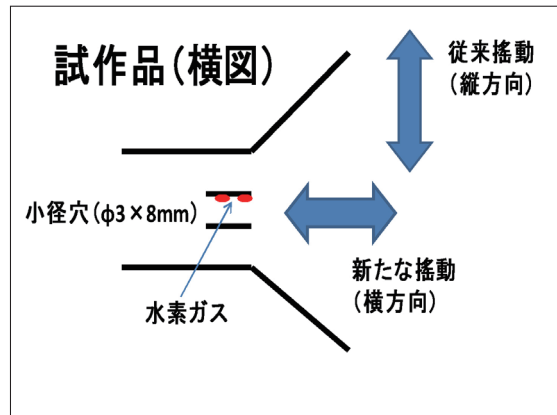 試作品(横図)
従来搖動
(縦方向)
小径穴(φ3×8mm)
新たな搖動
(横方向)
水素ガス